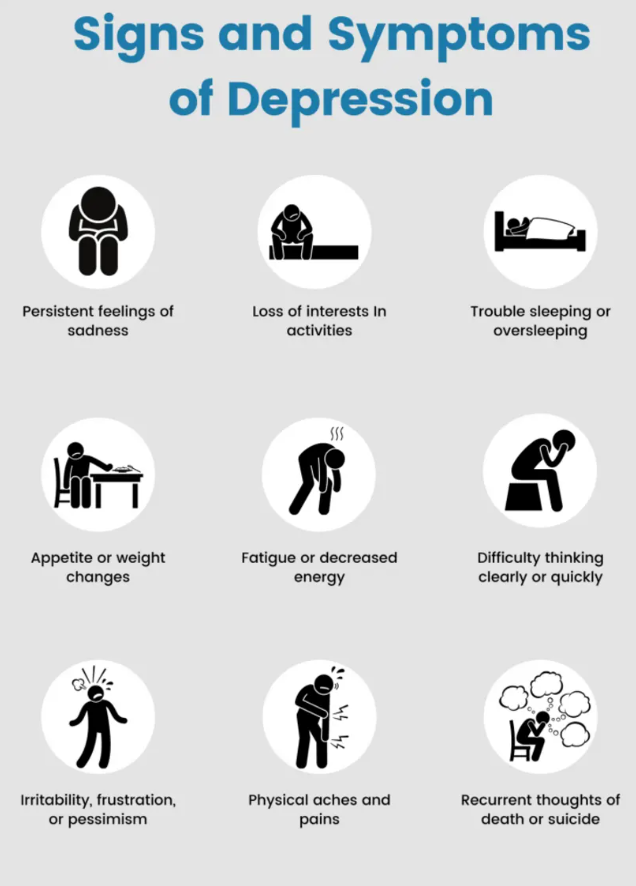 Signs and Symptoms
of Depression
Persistent feelings of
sadness
Loss of interests In
activities
Trouble sleeping or
oversleeping
Appetite or weight
changes
Fatigue or decreased
energy
Difficulty thinking
clearly or quickly
Irritability, frustration,
or pessimism
Physical aches and
pains
Recurrent thoughts of
death or suicide